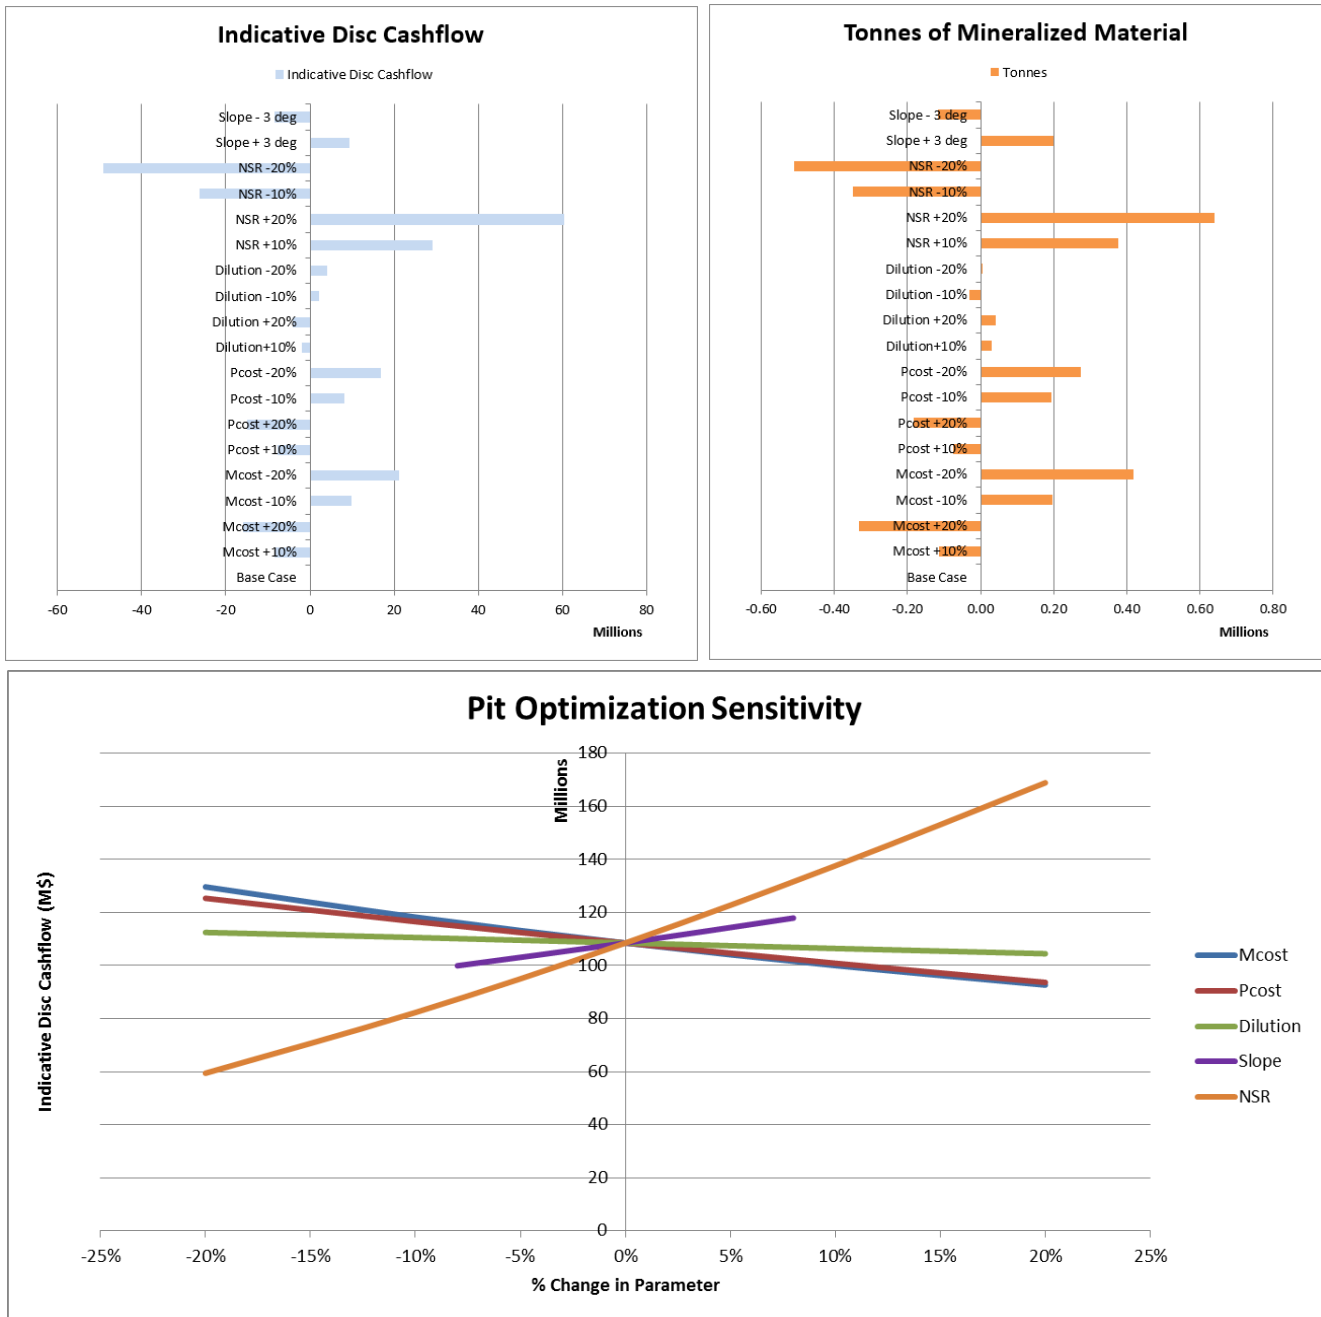 Indicative Disc Cashflow
Indicative Disc Cashflow
Slope - 3 deg
Slope + 3 deg
NSR -20%
NSR -10%
NSR +20%
NSR +10%
Dilution -20%
Dilution -10%
Dilution +20%
Dilution+10%
Pcost -20%
Pcost -10%
Pcost +20%
Pcost +10%
Mcost -20%
Mcost -10%
Mcost +20%
Mcost +10%
Base Case
-60 -40 -20 0 20 40 60 80
Millions
Tonnes of Mineralized Material
Tonnes
Slope - 3 deg
Slope + 3 deg
NSR -20%
NSR -10%
NSR +20%
NSR +10%
Dilution -20%
Dilution -10%
Dilution +20%
Dilution+10%
Pcost -20%
Pcost -10%
Pcost +20%
Pcost +10%
Mcost -20%
Mcost -10%
Mcost +20%
Mcost +10%
Base Case
-0.60 -0.40 -0.20 0.00 0.20 0.40 0.60 0.80
Millions
Pit Optimization Sensitivity
Indicative Disc Cashflow (M$)
Millions
180
160
140
120
100
80
60
40
20
0
-25% -20% -15% -10% -5% 0% 5% 10% 15% 20% 25%
% Change in Parameter
Mcost
Pcost
Dilution
Slope
NSR